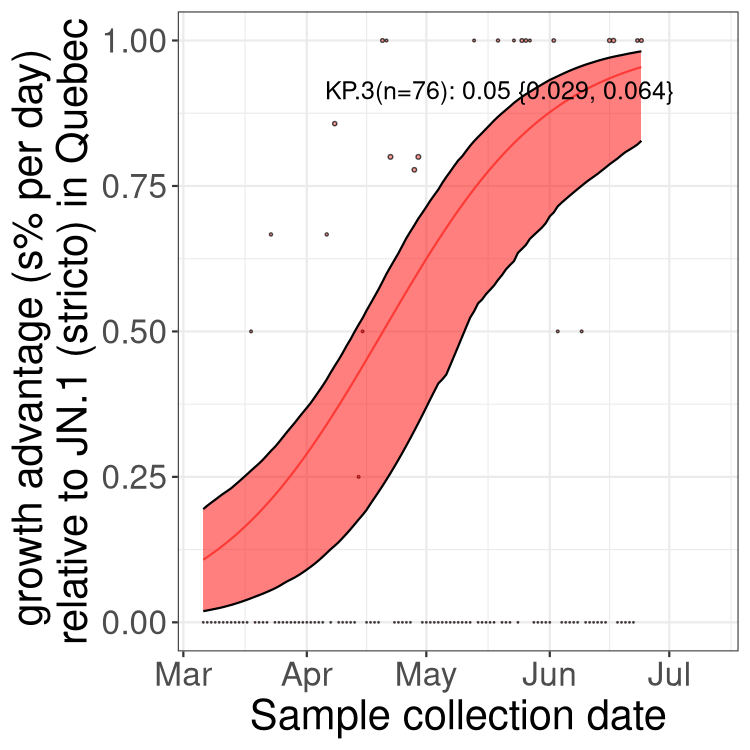 growth advantage (s% per day)
relative to JN.1 (stricto) in Quebec
1.00
0.75
0.50
0.25
0.00
KP.3(n=76): 0.05 {0.029, 0.064}
Mar Apr May Jun Jul
Sample collection date